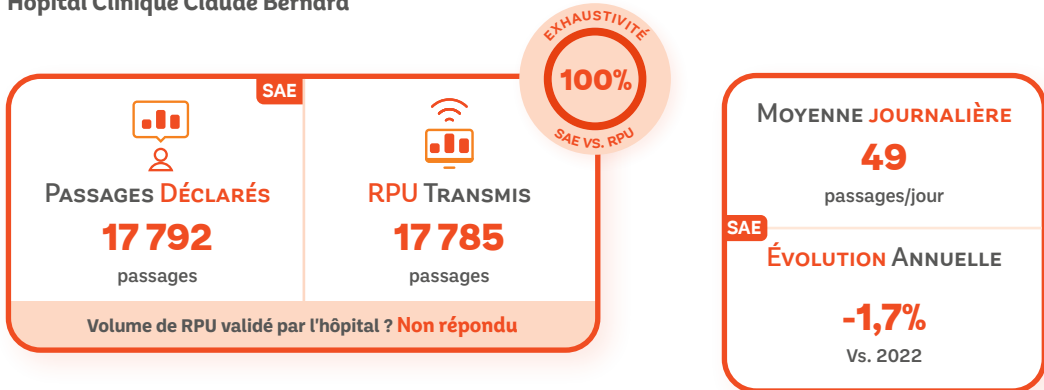 Hôpital Clinique Claude Bernard
EXHAUSTIVITÉ
100%
SAE VS. RPU
SAE
PASSAGES DÉCLARÉS
17 792
passages
RPU TRANSMIS
17 785
passages
Volume de RPU validé par l'hôpital ? Non répondu
MOYENNE JOURNALIÈRE
49
passages/jour
SAE
ÉVOLUTION ANNUELLE
-1,7%
Vs. 2022